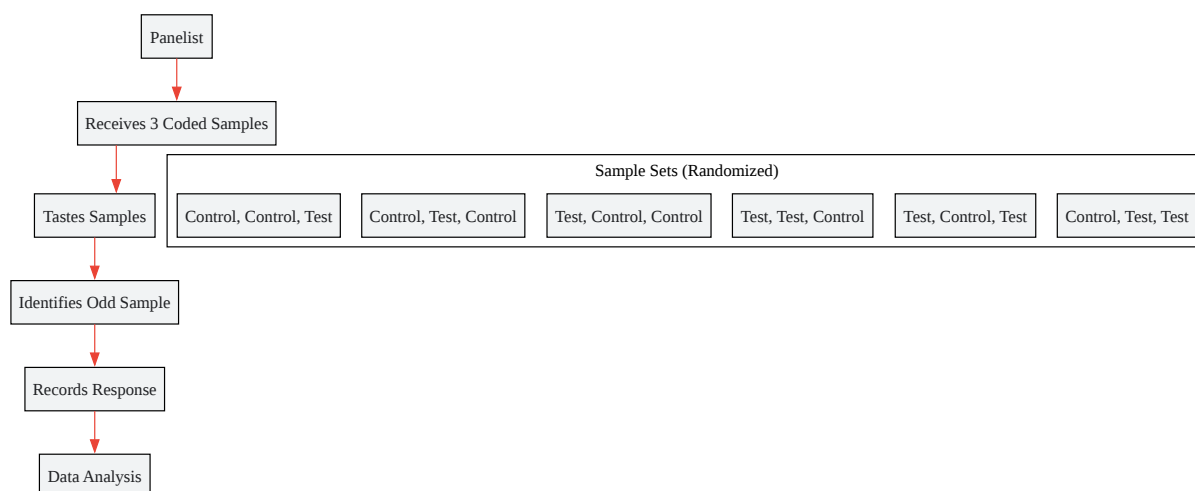 Panelist
Receives 3 Coded Samples
Sample Sets (Randomized)
Tastes Samples
Control, Control, Test
Control, Test, Control
Test, Control, Control
Test, Test, Control
Test, Control, Test
Control, Test, Test
Identifies Odd Sample
Records Response
Data Analysis